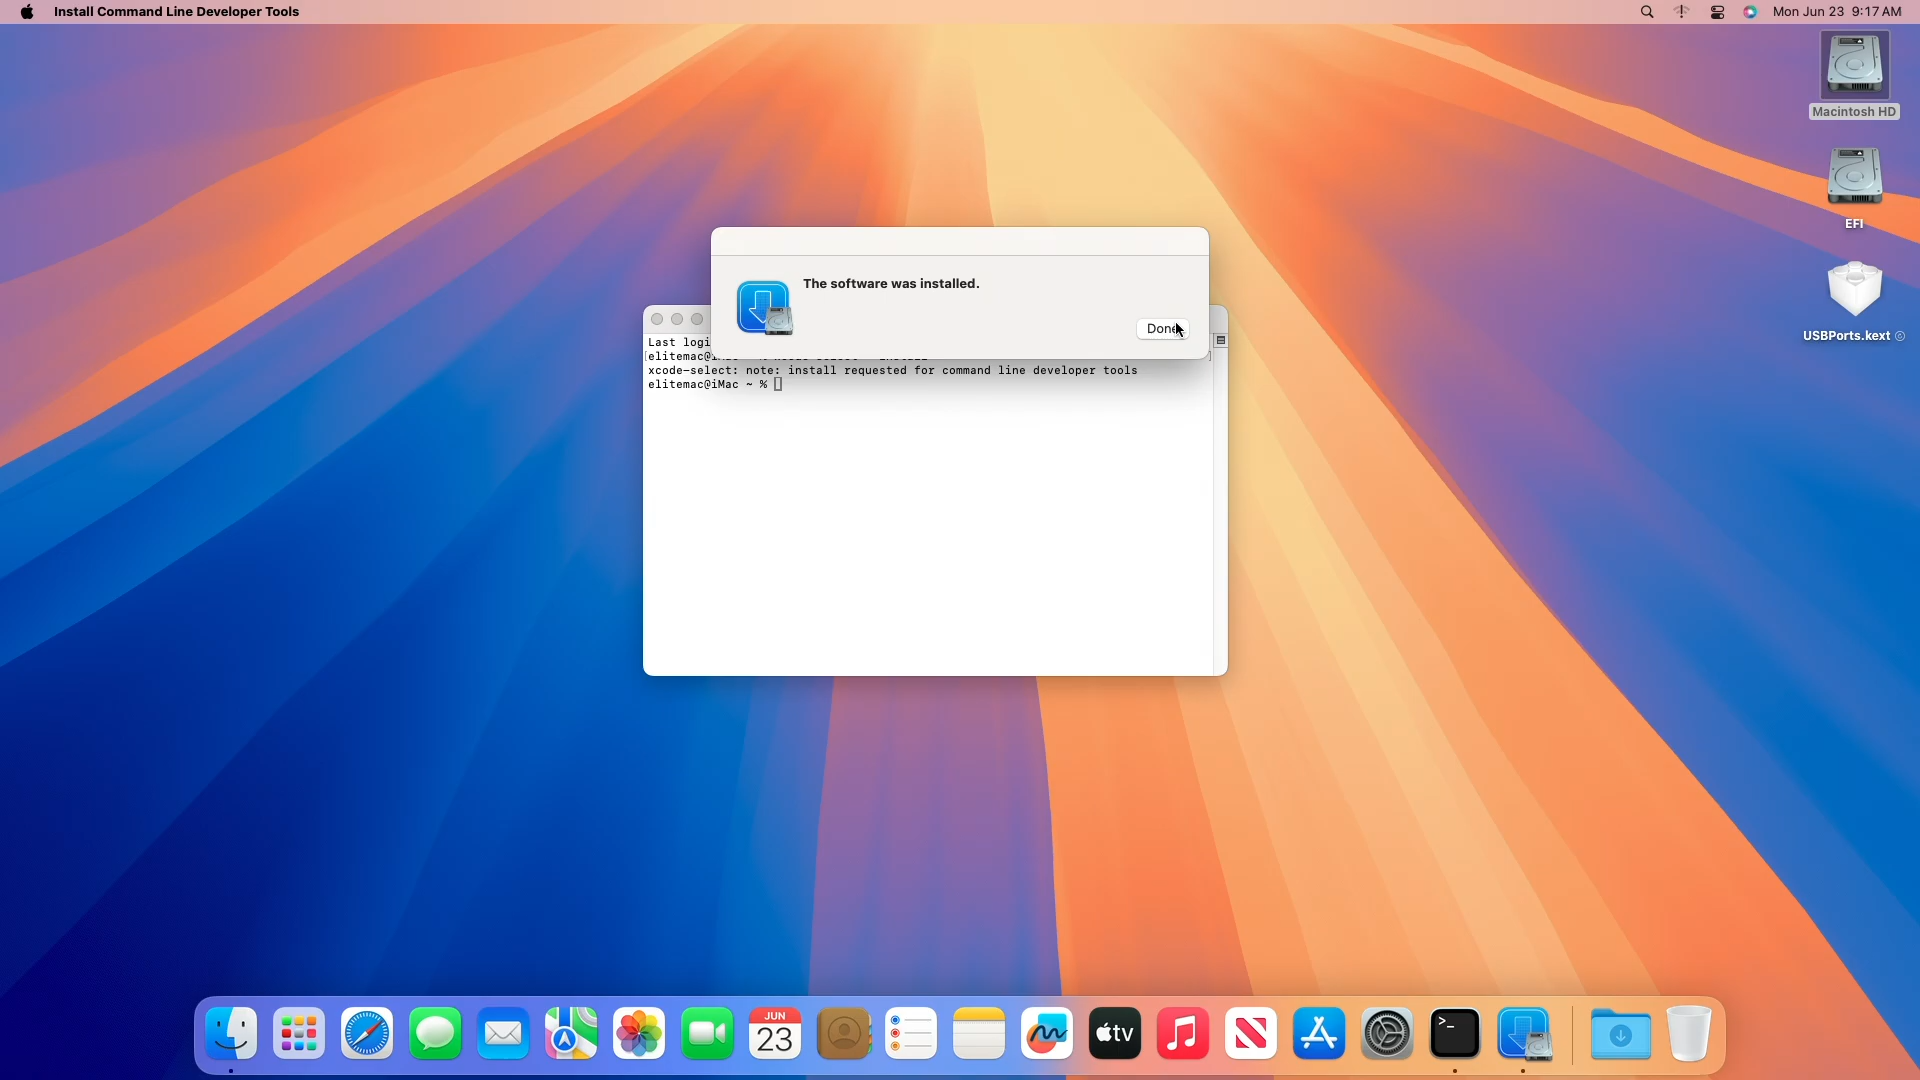 Install Command Line Developer Tools
Mon Jun 23 9:17 AM
Macintosh HD
EFI
USBPorts.kext
The software was installed.
Done
Last logi
elitemac@i
xcode-select: note: install requested for command line developer tools
elitemac@iMac ~ %
JUN
23
tv
>_